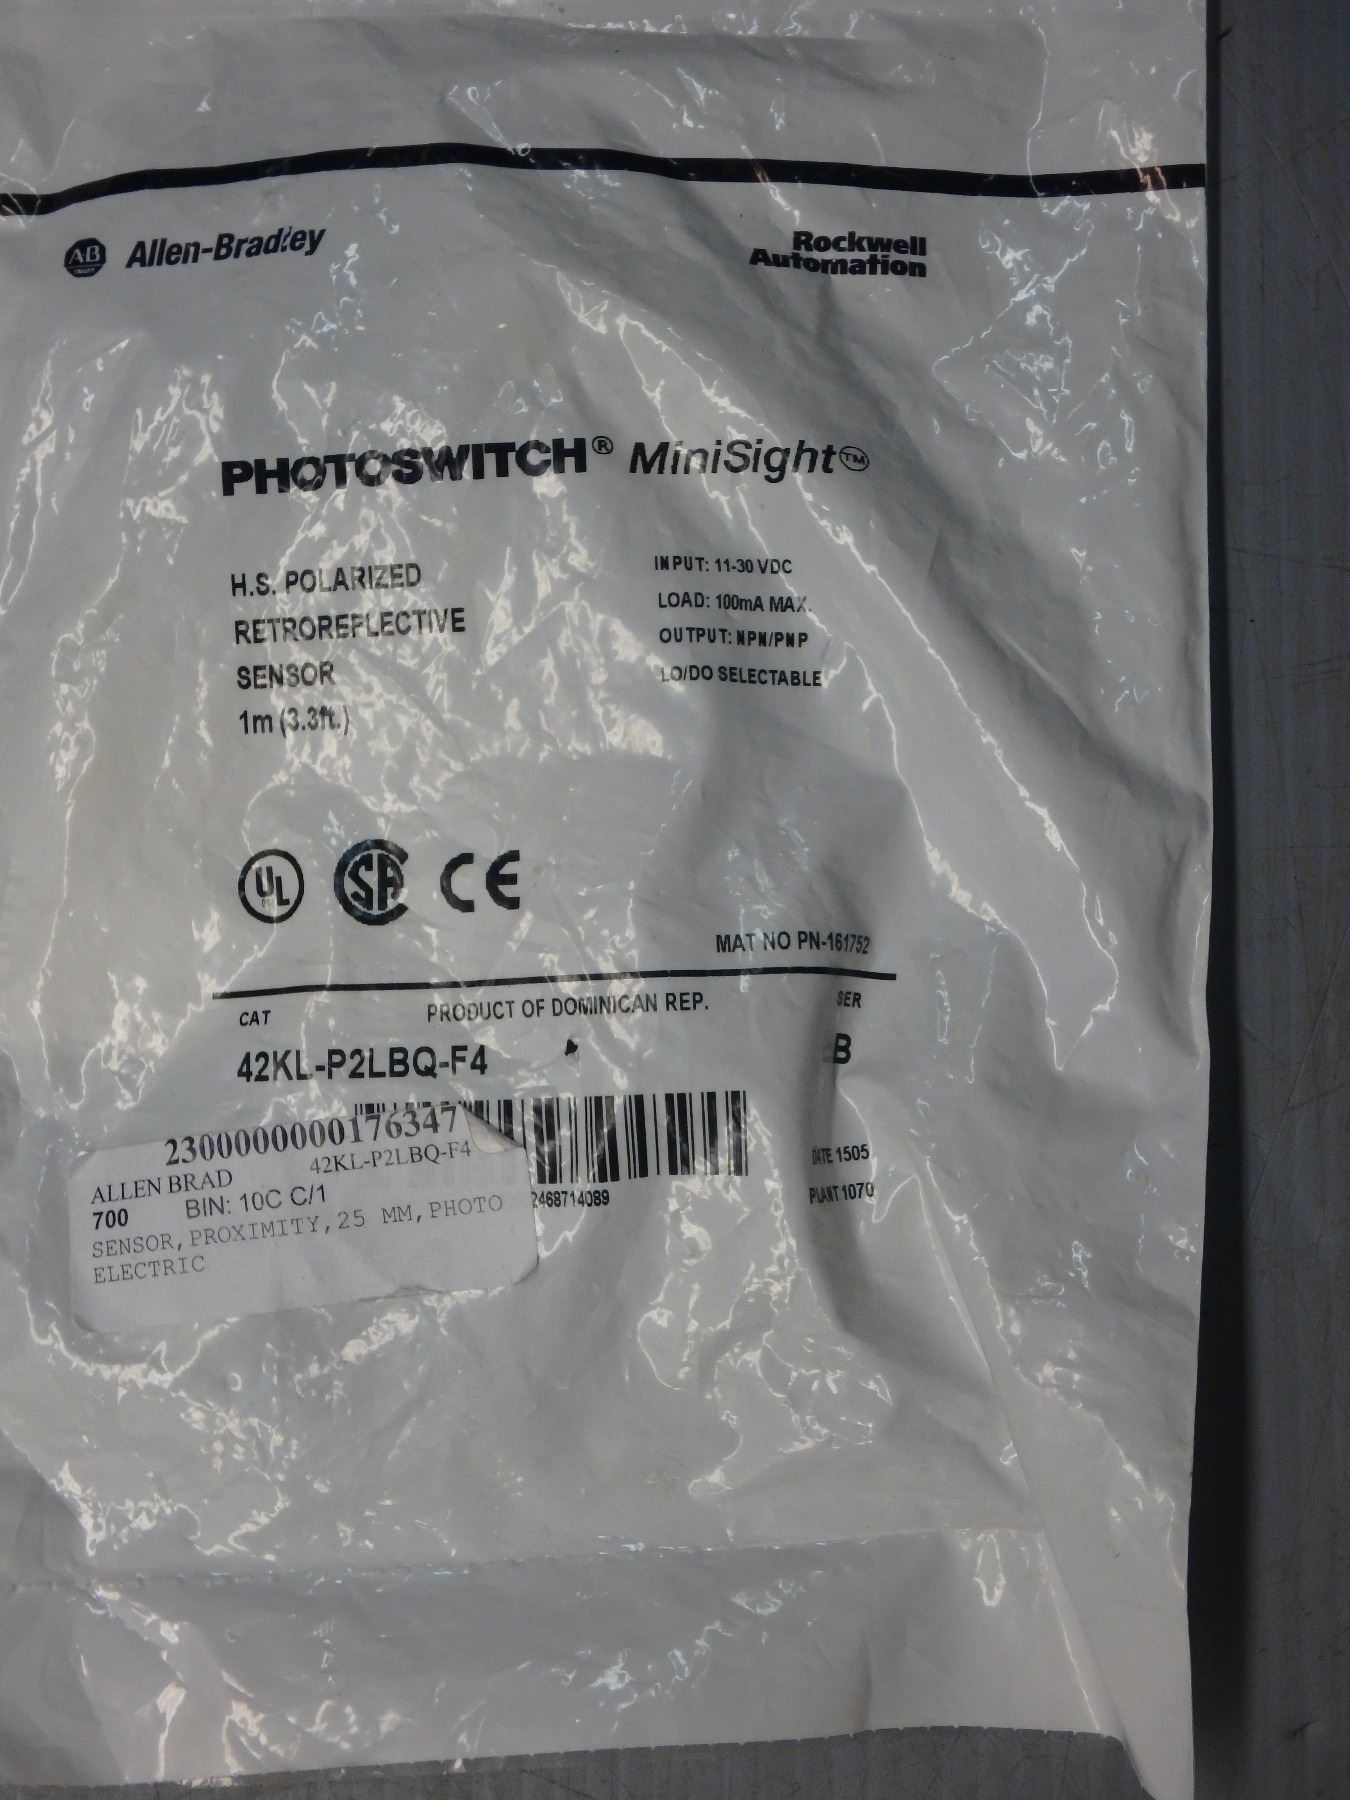 AB
Allen-Bradley
Rockwell
Automation
PHOTOSWITCH® MiniSight™
H.S. POLARIZED
RETROREFLECTIVE
SENSOR
1m (3.3ft.)
INPUT: 11-30 VDC
LOAD: 100mA MAX.
OUTPUT: NPN/PNP
LO/DO SELECTABLE
UL SA CE
MAT NO PN-161752
CAT PRODUCT OF DOMINICAN REP. SER
42KL-P2LBQ-F4 B
2300000000176347
ALLEN BRAD 42KL-P2LBQ-F4
700 BIN: 10C C/1
SENSOR, PROXIMITY, 25 MM, PHOTO
ELECTRIC
2468714089
DATE 1505
PLANT 1070